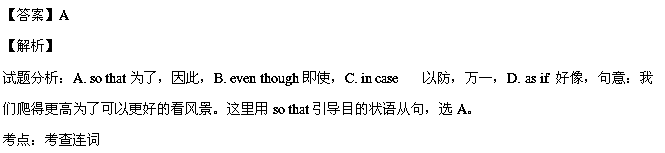 【答案】A
【解析】
试题分析：A. so that 为了，因此，B. even though 即使，C. in case 以防，万一，D. as if 好像，句意：我
们爬得更高为了可以更好的看风景。这里用 so that 引导目的状语从句，选 A。
考点：考查连词